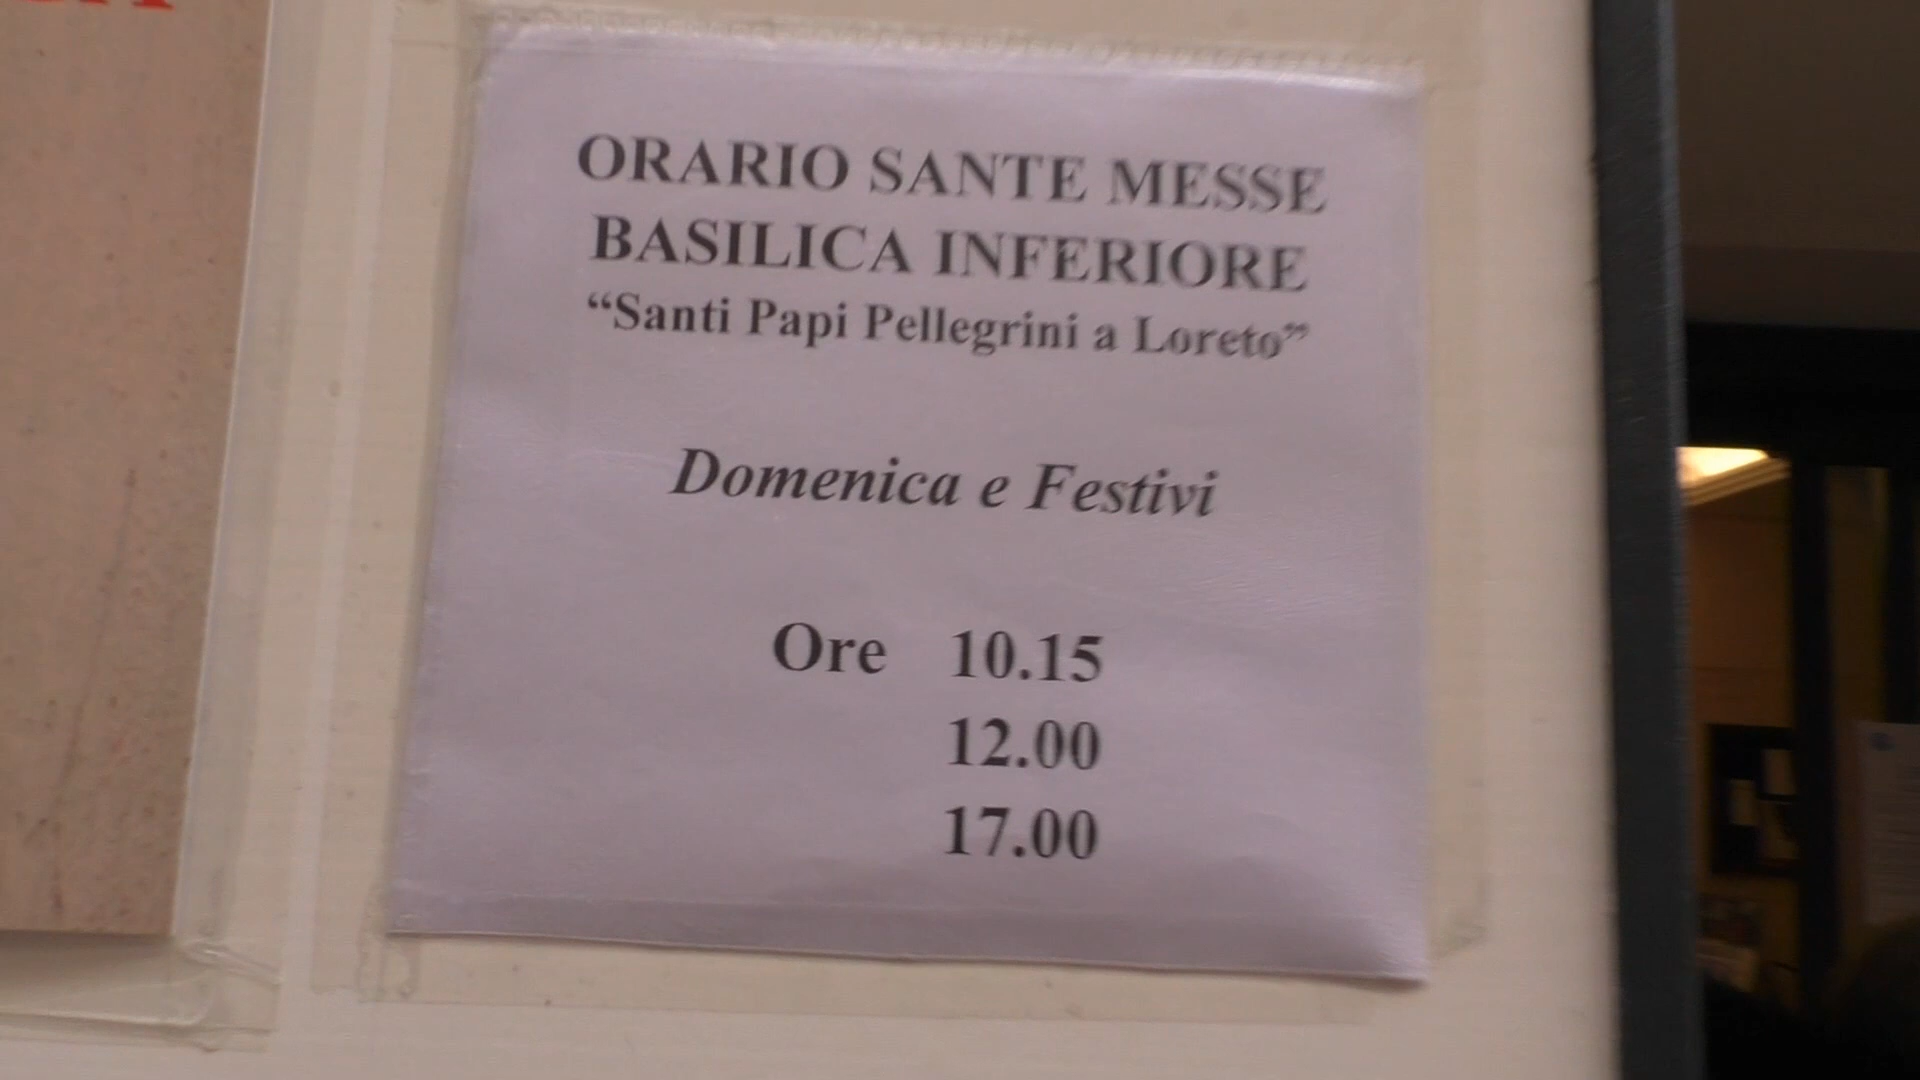 ORARIO SANTE MESSE
BASILICA INFERIORE
“Santi Papi Pellegrini a Loreto”
Domenica e Festivi
Ore 10.15
12.00
17.00